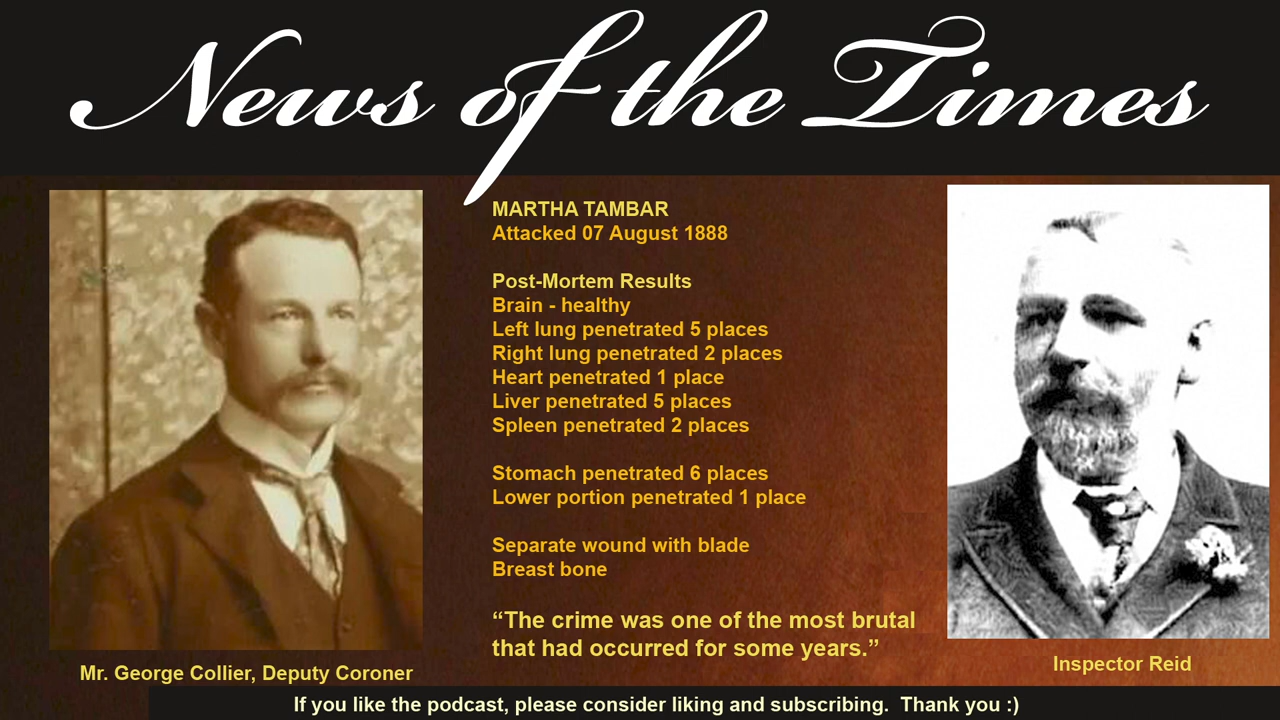 News of the Times
MARTHA TAMBAR
Attacked 07 August 1888
Post-Mortem Results
Brain - healthy
Left lung penetrated 5 places
Right lung penetrated 2 places
Heart penetrated 1 place
Liver penetrated 5 places
Spleen penetrated 2 places
Stomach penetrated 6 places
Lower portion penetrated 1 place
Separate wound with blade
Breast bone
“The crime was one of the most brutal
that had occurred for some years.”
Mr. George Collier, Deputy Coroner
Inspector Reid
If you like the podcast, please consider liking and subscribing.  Thank you :)